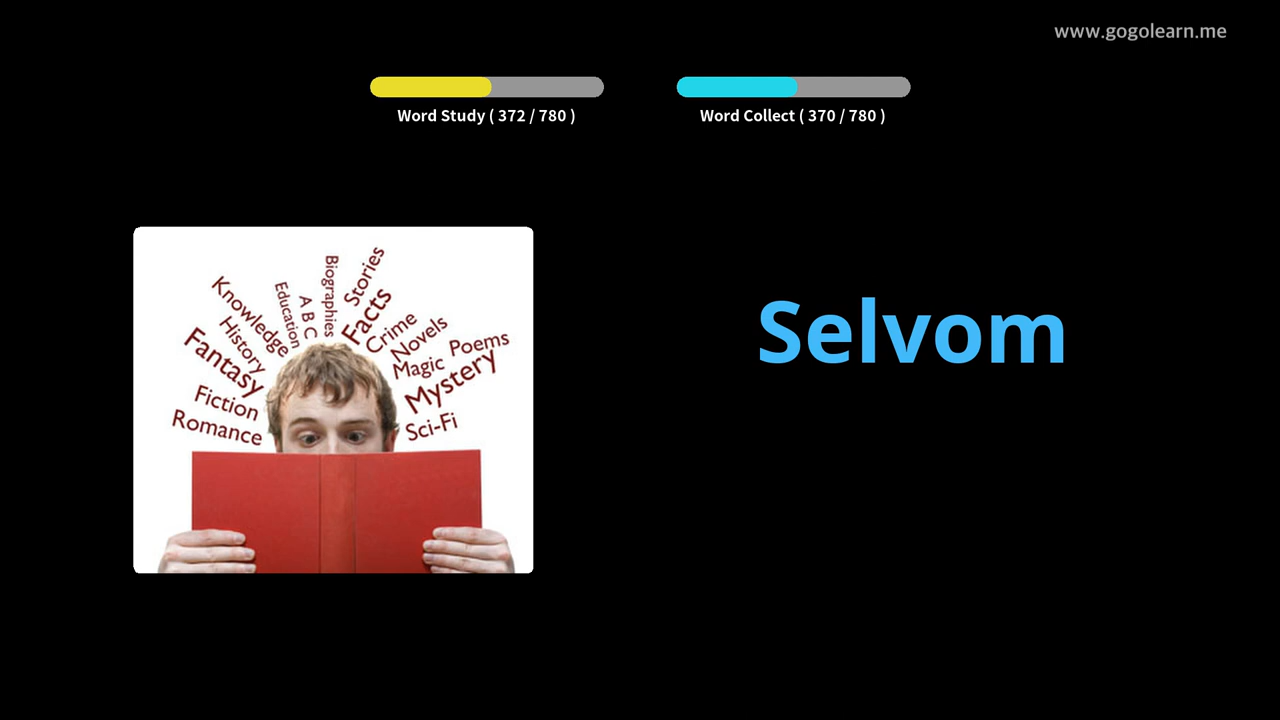 www.gogolearn.me
Word Study ( 372 / 780 )
Word Collect ( 370 / 780 )
Selvom
Biographies
Stories
Education
A B C
Facts
Knowledge
Crime
History
Novels
Poems
Fantasy
Magic
Mystery
Fiction
Romance
Sci-Fi